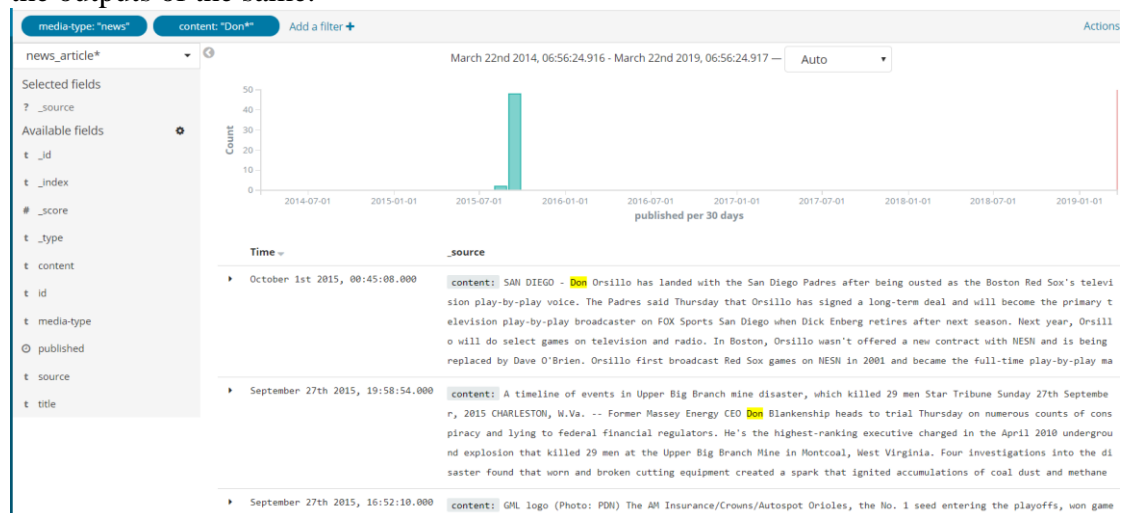 the outputs of the same.
media-type: "news" content: "Don*" Add a filter + Actions
news_article*
March 22nd 2014, 06:56:24.916 - March 22nd 2019, 06:56:24.917 — Auto
Selected fields
? _source
Available fields
t _id
t _index
# _score
t _type
t content
t id
t media-type
published
t source
t title
Count
50
40
30
20
10
0
2014-07-01 2015-01-01 2015-07-01 2016-01-01 2016-07-01 2017-01-01 2017-07-01 2018-01-01 2018-07-01 2019-01-01
published per 30 days
Time _source
October 1st 2015, 00:45:08.000
content: SAN DIEGO - Don Orsillo has landed with the San Diego Padres after being ousted as the Boston Red Sox's televi
sion play-by-play voice. The Padres said Thursday that Orsillo has signed a long-term deal and will become the primary t
elevision play-by-play broadcaster on FOX Sports San Diego when Dick Enberg retires after next season. Next year, Orsill
o will do select games on television and radio. In Boston, Orsillo wasn't offered a new contract with NESN and is being
replaced by Dave O'Brien. Orsillo first broadcast Red Sox games on NESN in 2001 and became the full-time play-by-play ma
September 27th 2015, 19:58:54.000
content: A timeline of events in Upper Big Branch mine disaster, which killed 29 men Star Tribune Sunday 27th Septembe
r, 2015 CHARLESTON, W.Va. -- Former Massey Energy CEO Don Blankenship heads to trial Thursday on numerous counts of cons
piracy and lying to federal financial regulators. He's the highest-ranking executive charged in the April 2010 undergrou
nd explosion that killed 29 men at the Upper Big Branch Mine in Montcoal, West Virginia. Four investigations into the di
saster found that worn and broken cutting equipment created a spark that ignited accumulations of coal dust and methane
September 27th 2015, 16:52:10.000
content: GML logo (Photo: PDN) The AM Insurance/Crowns/Autospot Orioles, the No. 1 seed entering the playoffs, won game